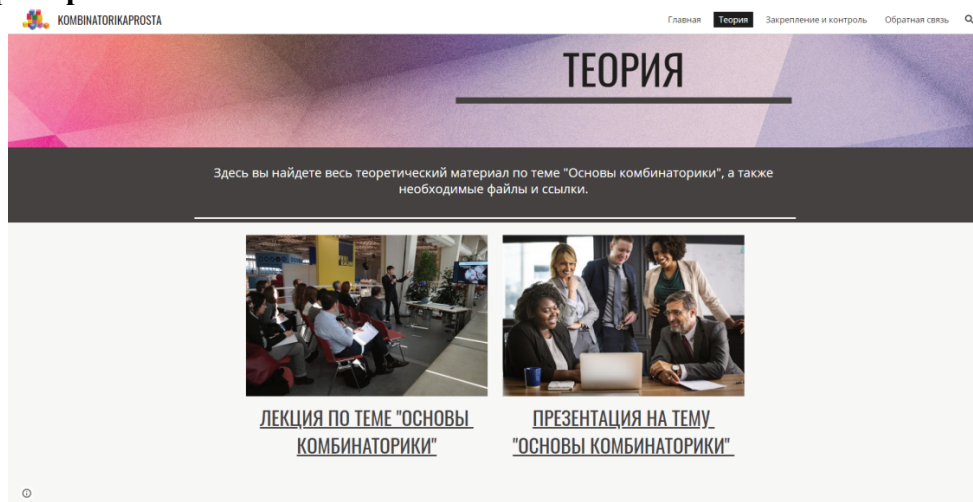 KOMBINATORIKAPROSTA
Главная Теория Закрепление и контроль Обратная связь
ТЕОРИЯ
Здесь вы найдете весь теоретический материал по теме "Основы комбинаторики", а также
необходимые файлы и ссылки.
ЛЕКЦИЯ ПО ТЕМЕ "ОСНОВЫ
КОМБИНАТОРИКИ"
ПРЕЗЕНТАЦИЯ НА ТЕМУ
"ОСНОВЫ КОМБИНАТОРИКИ"